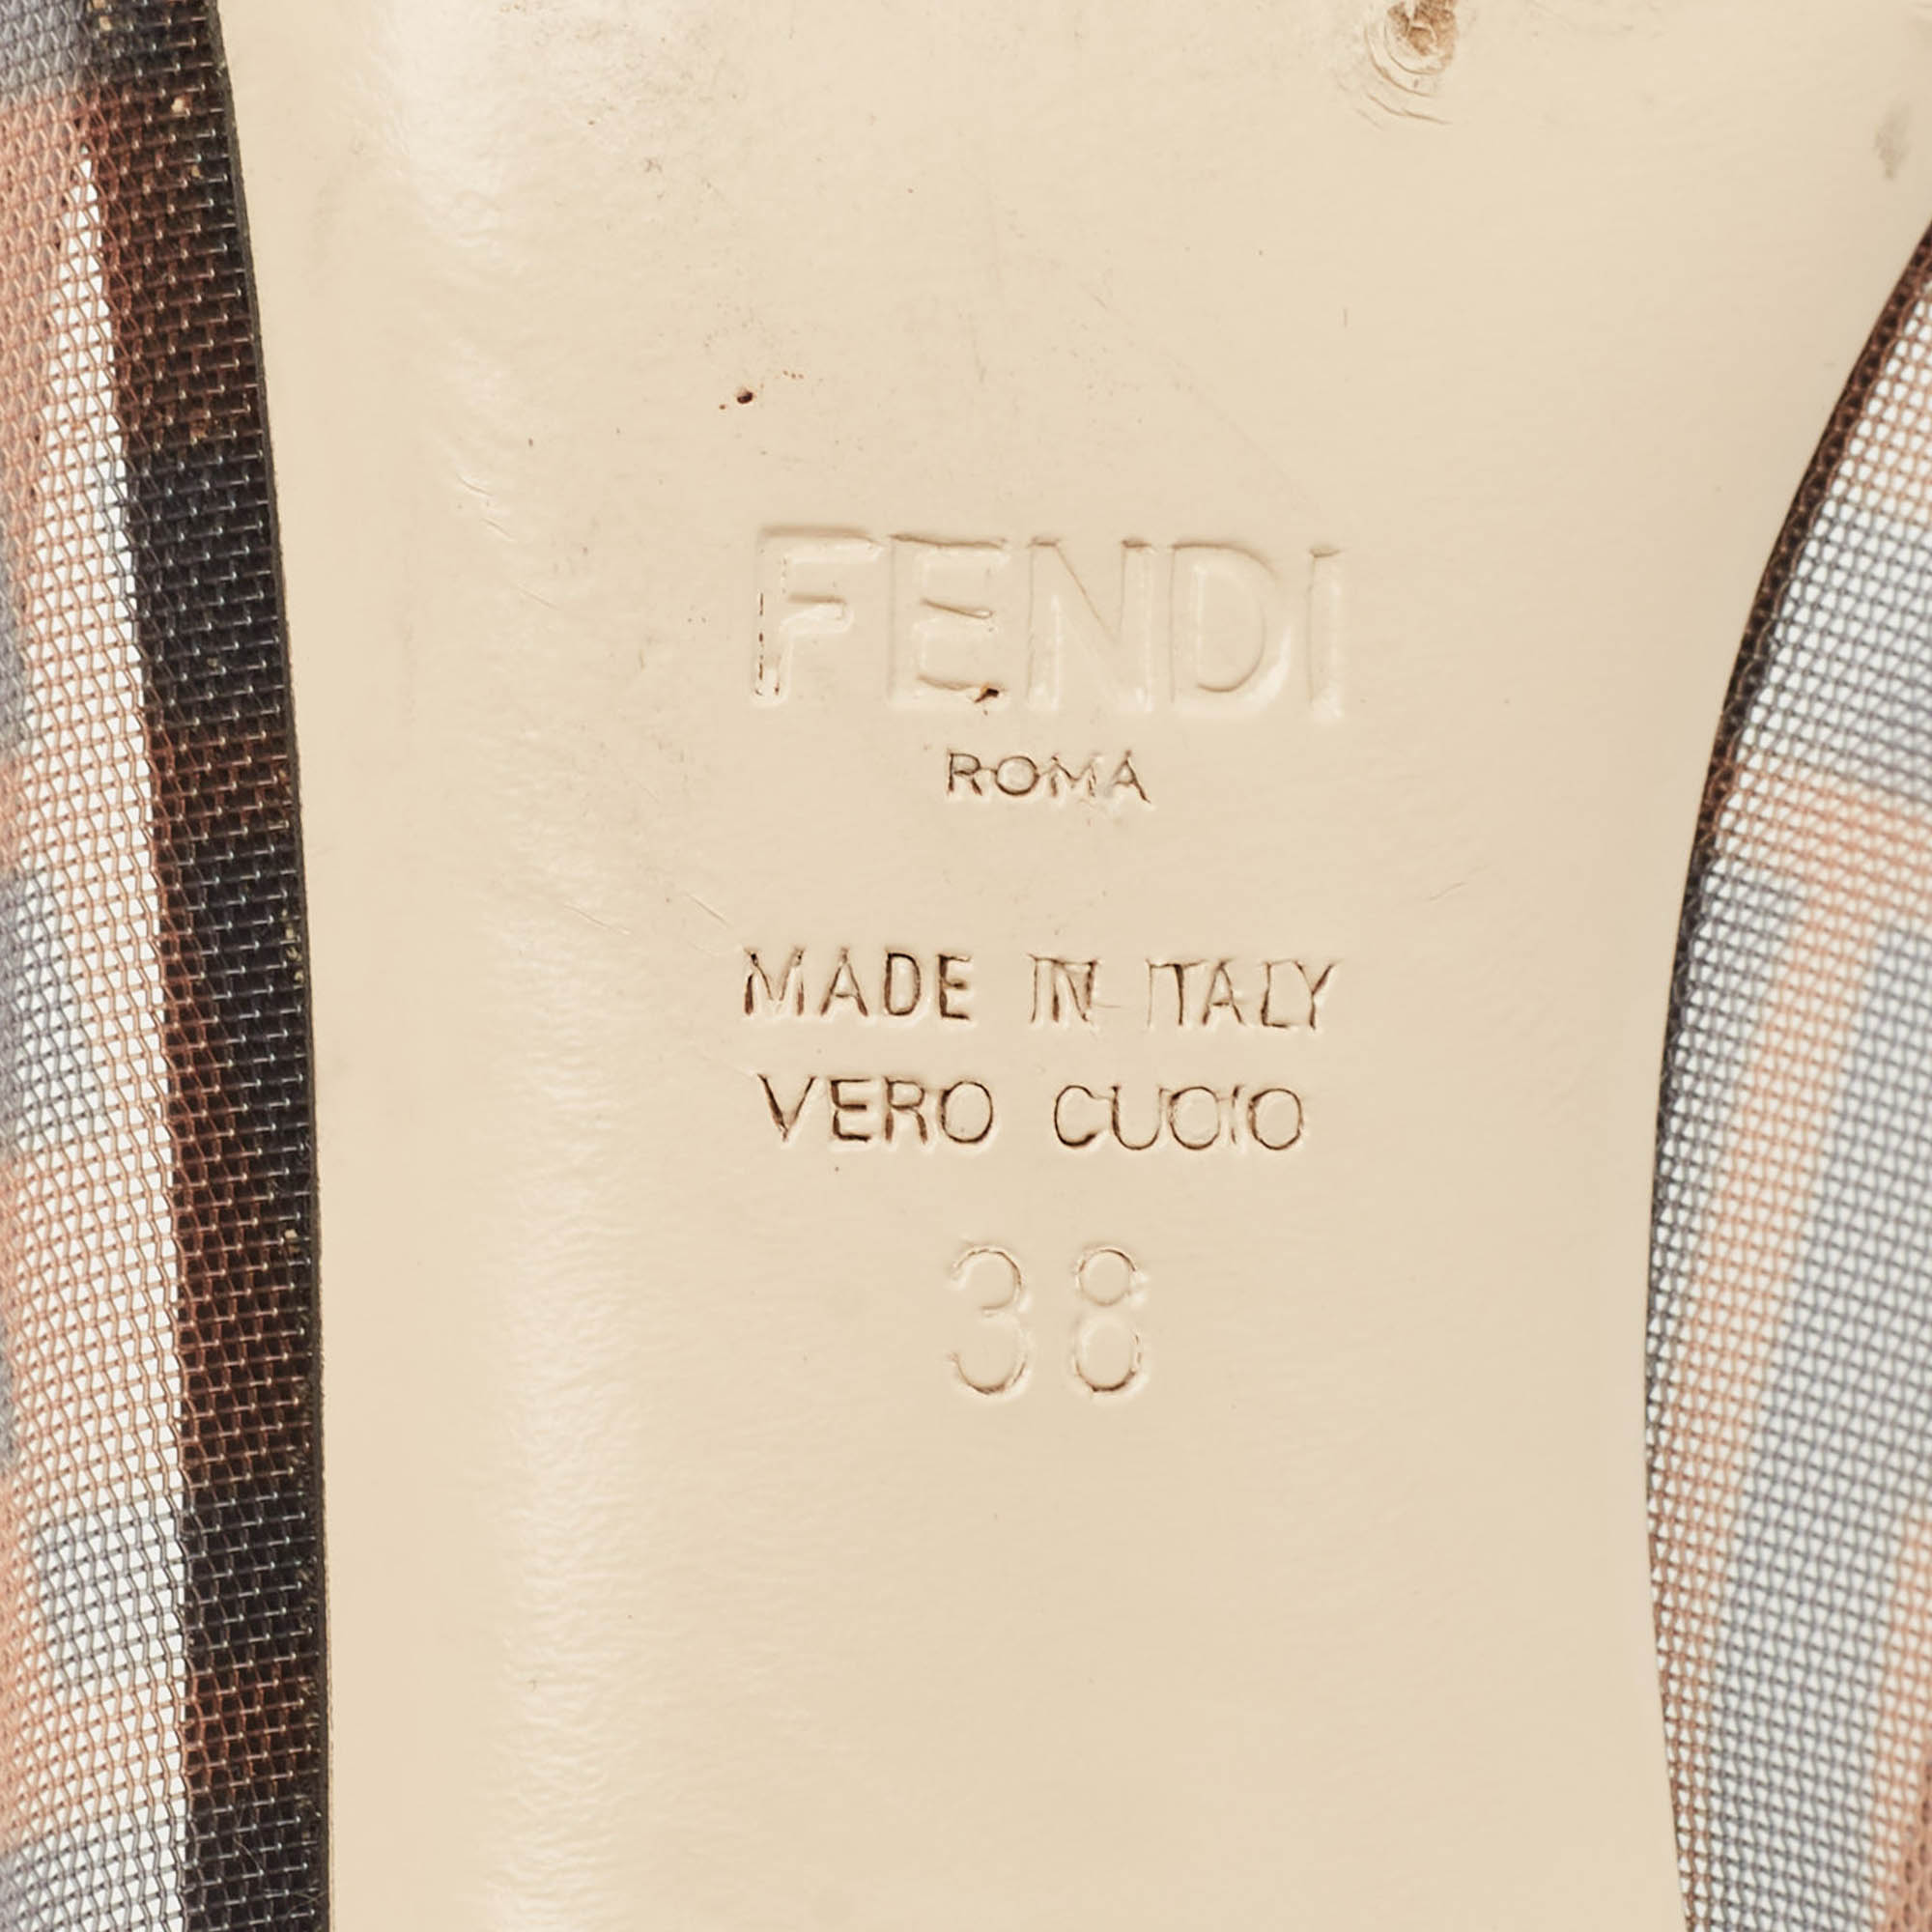 FENDI
ROMA
MADE IN ITALY
VERO CUOIO
38